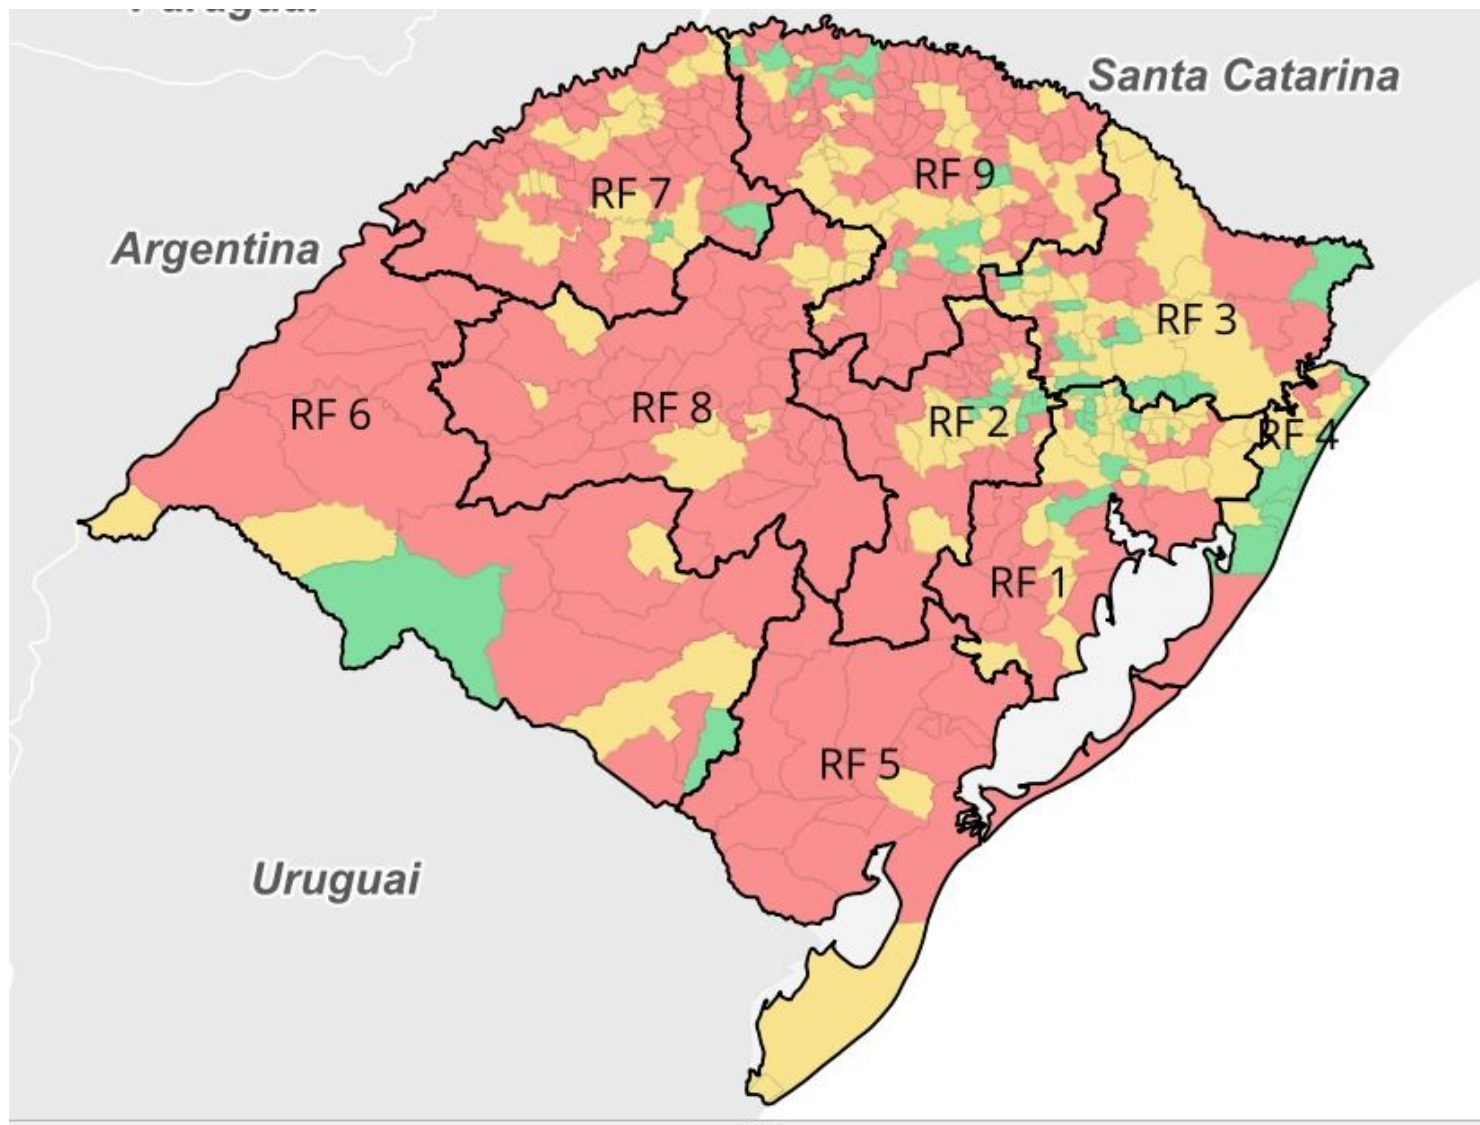 Santa Catarina
RF 9
RF 7
Argentina
RF 3
RF 6
RF 8
RF 2
RF 4
RF 1
RF 5
Uruguai